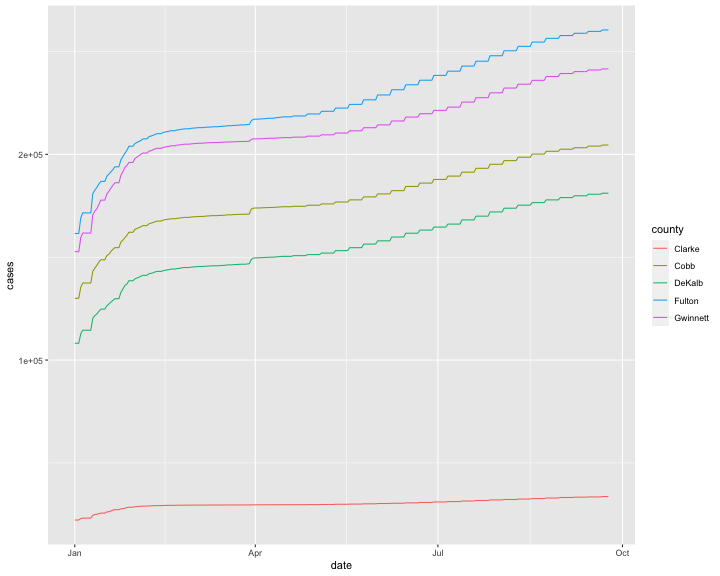 2e+05
1e+05
cases
Jan
Apr
Jul
Oct
date
county
Clarke
Cobb
DeKalb
Fulton
Gwinnett